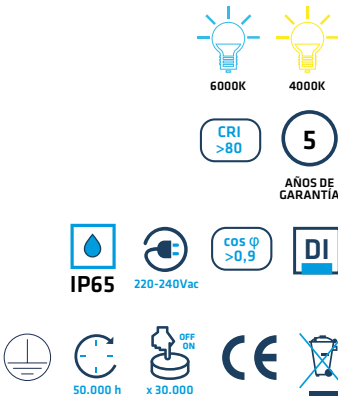 6000K 4000K
CRI
>80
5
AÑOS DE
GARANTÍA
IP65
220-240Vac
cos φ
>0,9
DI
50.000 h
OFF
ON
x 30.000
CE